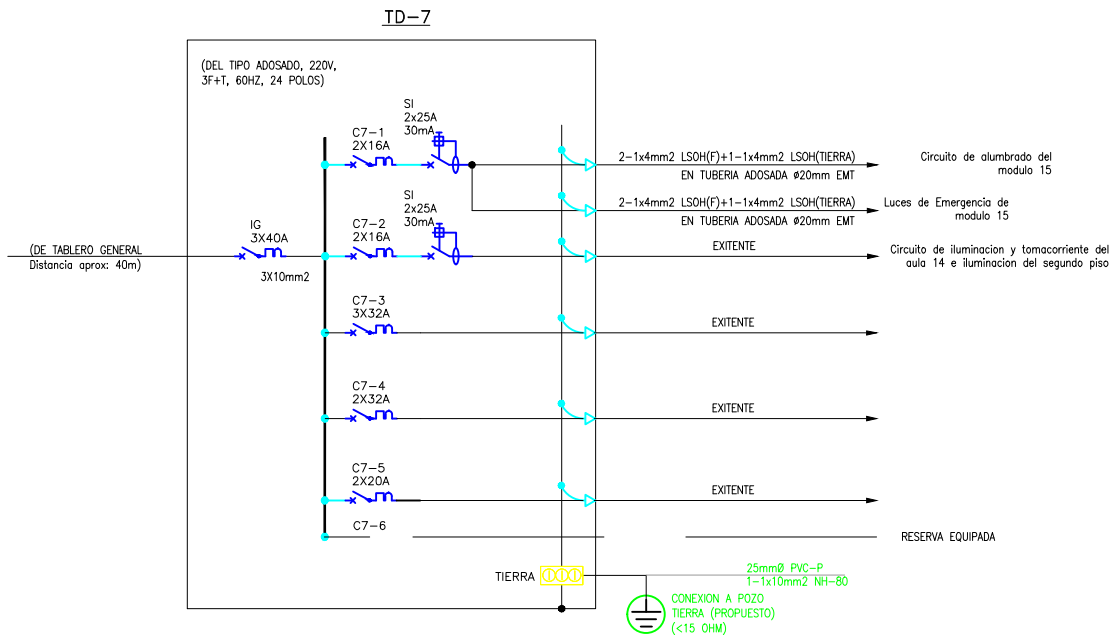 TD-7
(DEL TIPO ADOSADO, 220V,
3F+T, 60HZ, 24 POLOS)
SI
2x25A
30mA
C7-1
2X16A
2-1x4mm2 LSOH(F)+1-1x4mm2 LSOH(TIERRA)
EN TUBERIA ADOSADA ø20mm EMT
Circuito de alumbrado del
modulo 15
2-1x4mm2 LSOH(F)+1-1x4mm2 LSOH(TIERRA)
EN TUBERIA ADOSADA ø20mm EMT
Luces de Emergencia de
modulo 15
SI
2x25A
30mA
C7-2
2X16A
IG
3X40A
3X10mm2
(DE TABLERO GENERAL
Distancia aprox: 40m)
EXITENTE
Circuito de iluminacion y tomacorriente del
aula 14 e iluminacion del segundo piso
C7-3
3X32A
EXITENTE
C7-4
2X32A
EXITENTE
C7-5
2X20A
EXITENTE
C7-6
RESERVA EQUIPADA
TIERRA
25mmØ PVC-P
1-1x10mm2 NH-80
CONEXION A POZO
TIERRA (PROPUESTO)
(<15 OHM)